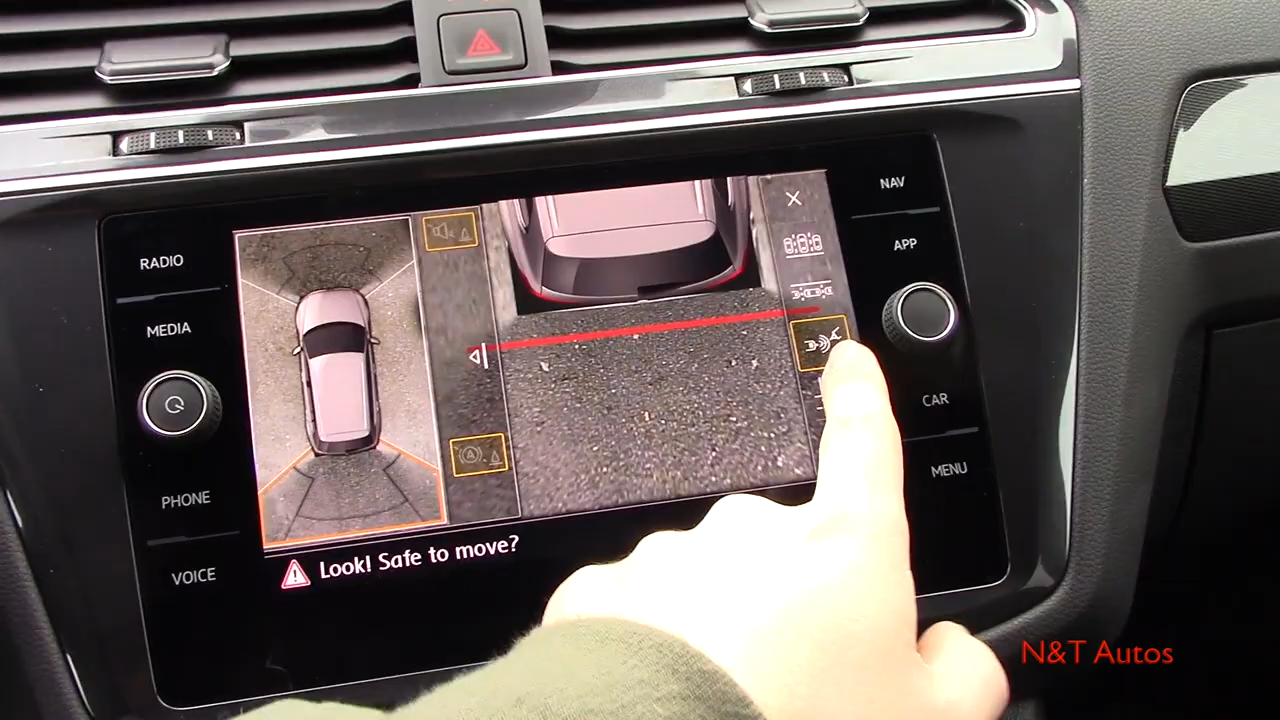 RADIO
MEDIA
PHONE
VOICE
NAV
APP
CAR
MENU
Look! Safe to move?
N&T Autos